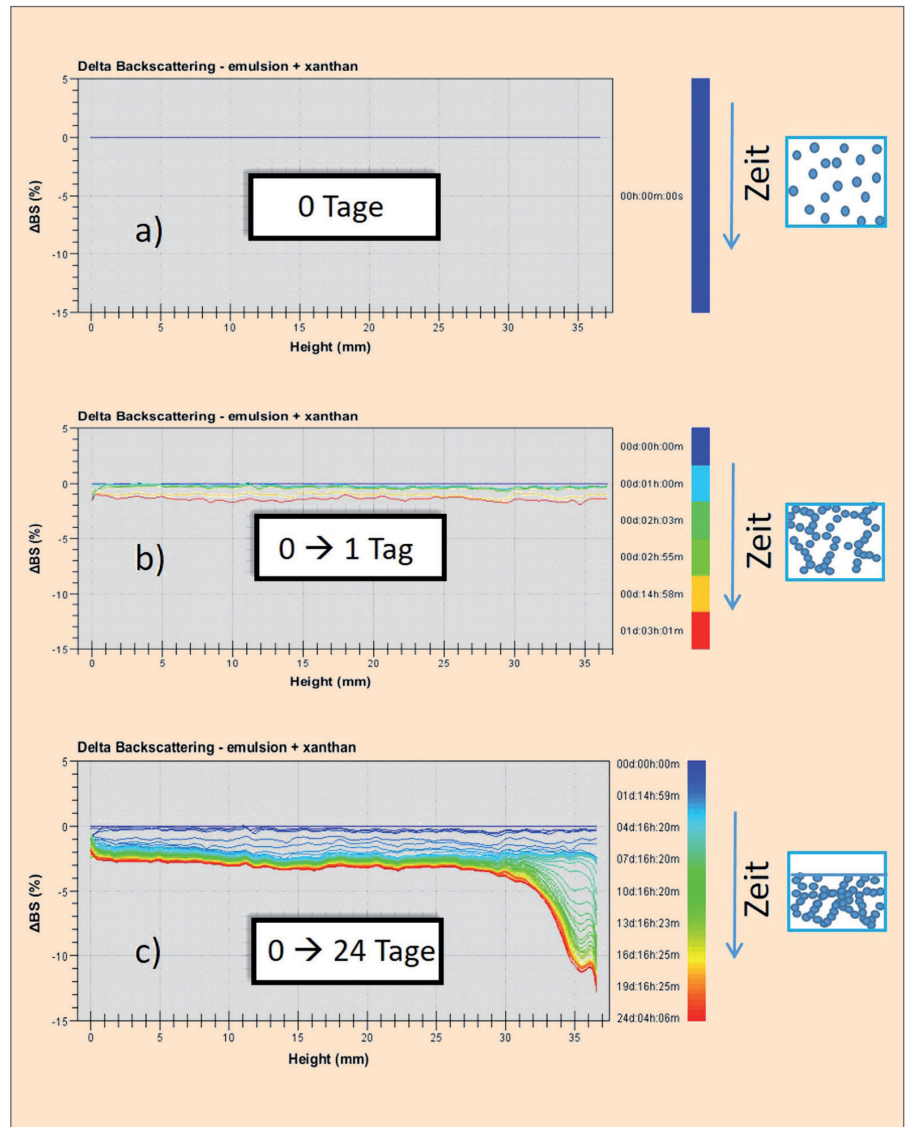 Delta Backscattering - emulsion + xanthan
5
0
-5
-10
-15
ΔBS (%)
a)
0 Tage
0 5 10 15 20 25 30 35
Height (mm)
00h:00m:00s
Zeit
Delta Backscattering - emulsion + xanthan
5
0
-5
-10
-15
ΔBS (%)
b)
0 → 1 Tag
0 5 10 15 20 25 30 35
Height (mm)
00d:00h:00m
00d:01h:00m
00d:02h:03m
00d:02h:55m
00d:14h:58m
01d:03h:01m
Zeit
Delta Backscattering - emulsion + xanthan
5
0
-5
-10
-15
ΔBS (%)
c)
0 → 24 Tage
0 5 10 15 20 25 30 35
Height (mm)
00d:00h:00m
01d:14h:59m
04d:16h:20m
07d:16h:20m
10d:16h:20m
13d:16h:23m
16d:16h:25m
19d:16h:25m
24d:04h:06m
Zeit